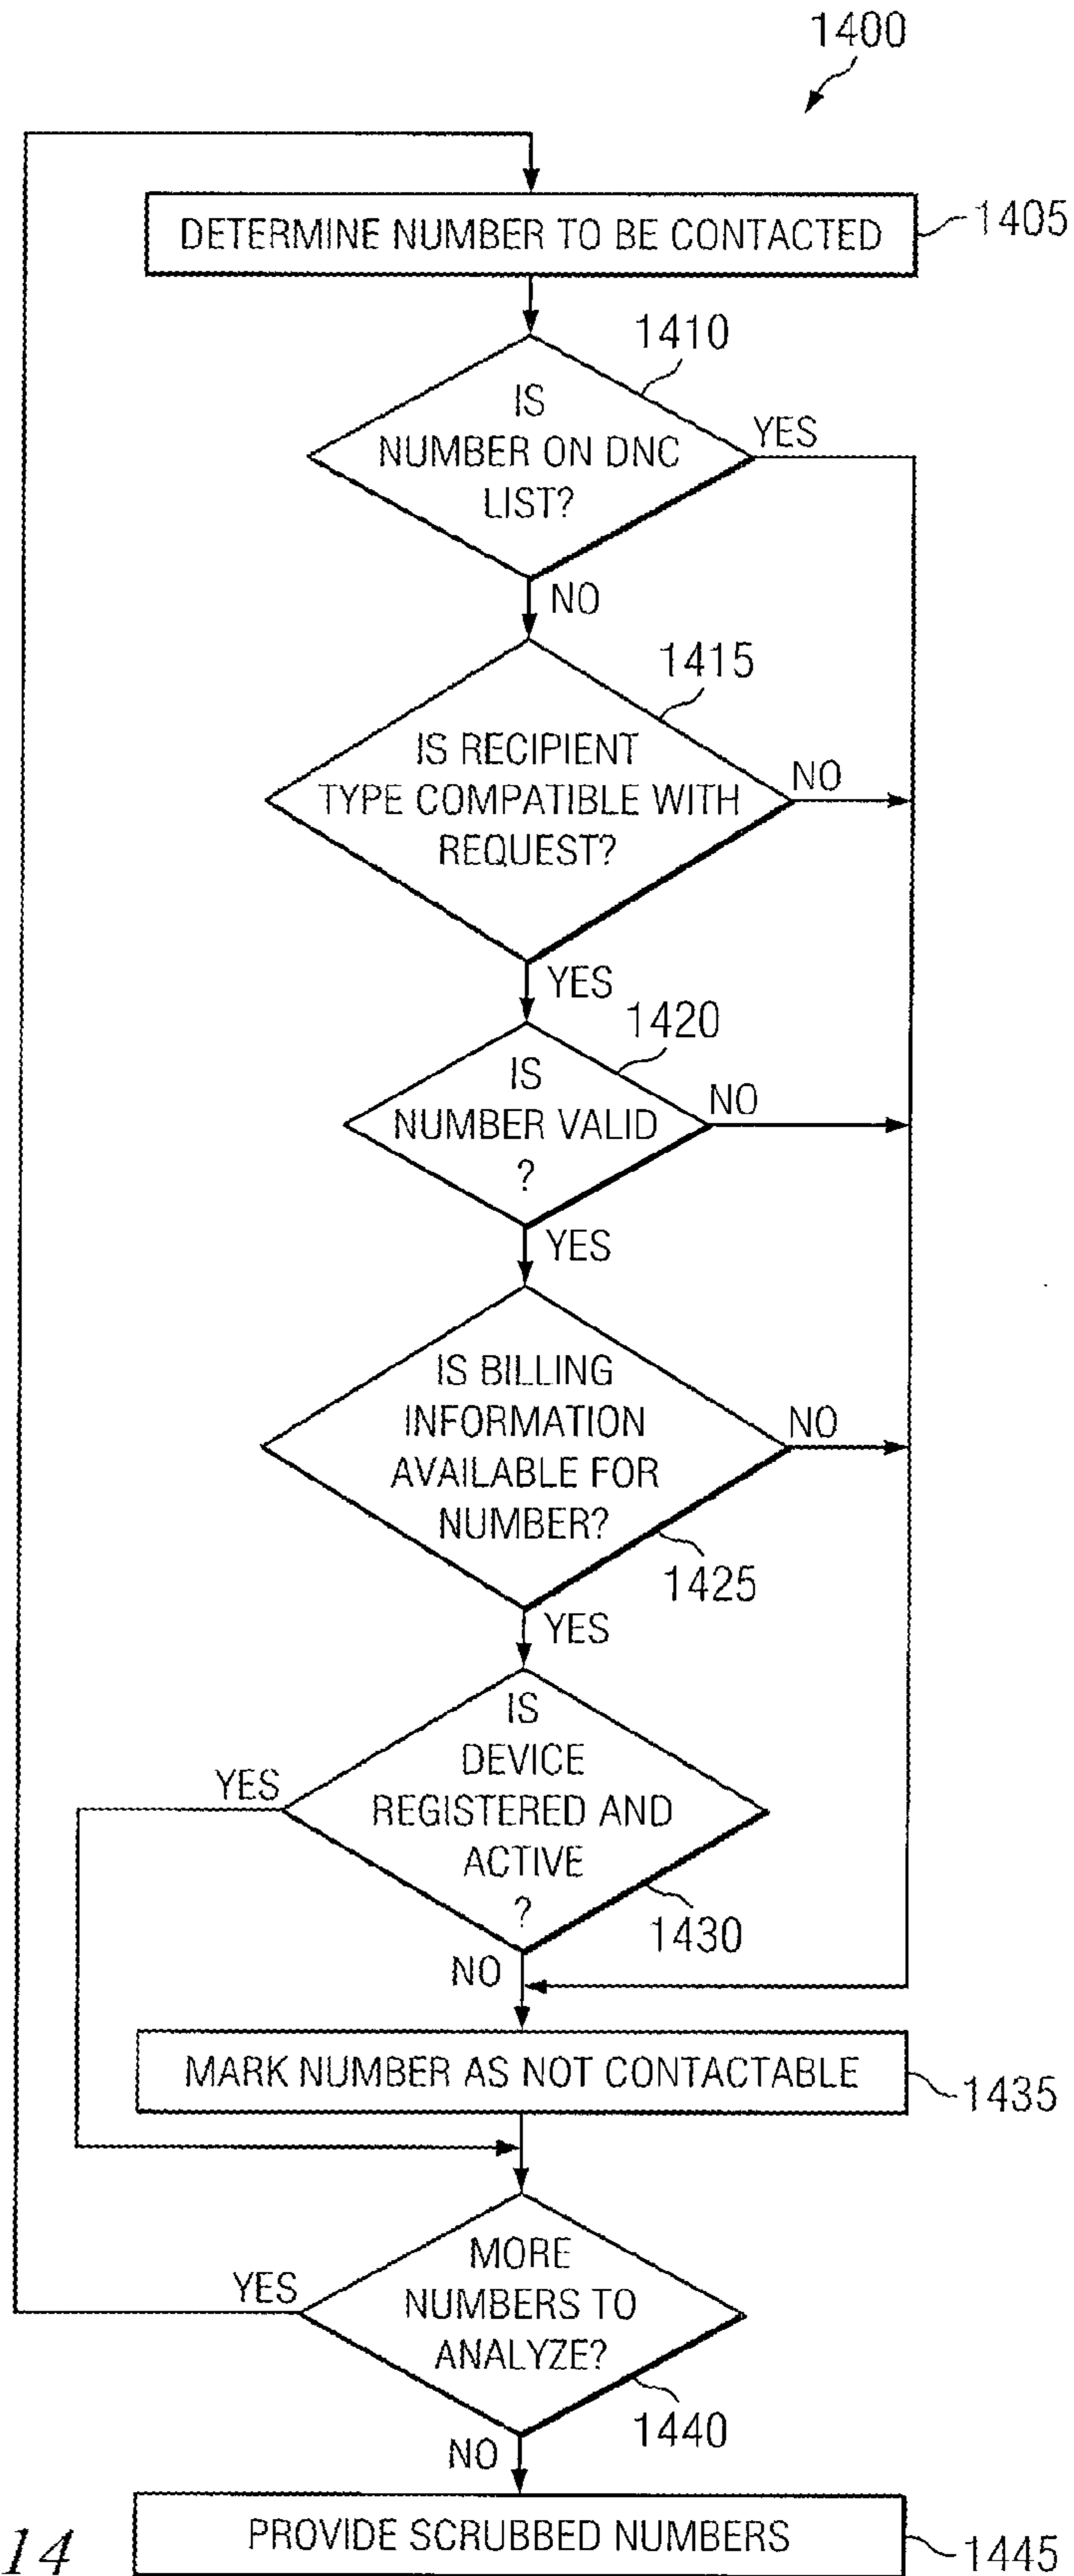 1400
DETERMINE NUMBER TO BE CONTACTED
1405
1410
IS
NUMBER ON DNC
LIST?
YES
NO
1415
IS RECIPIENT
TYPE COMPATIBLE WITH
REQUEST?
NO
YES
1420
IS
NUMBER VALID
?
NO
YES
IS BILLING
INFORMATION
AVAILABLE FOR
NUMBER?
NO
1425
YES
IS
DEVICE
REGISTERED AND
ACTIVE
?
YES
1430
NO
MARK NUMBER AS NOT CONTACTABLE
1435
MORE
NUMBERS TO
ANALYZE?
YES
1440
NO
PROVIDE SCRUBBED NUMBERS
1445
14